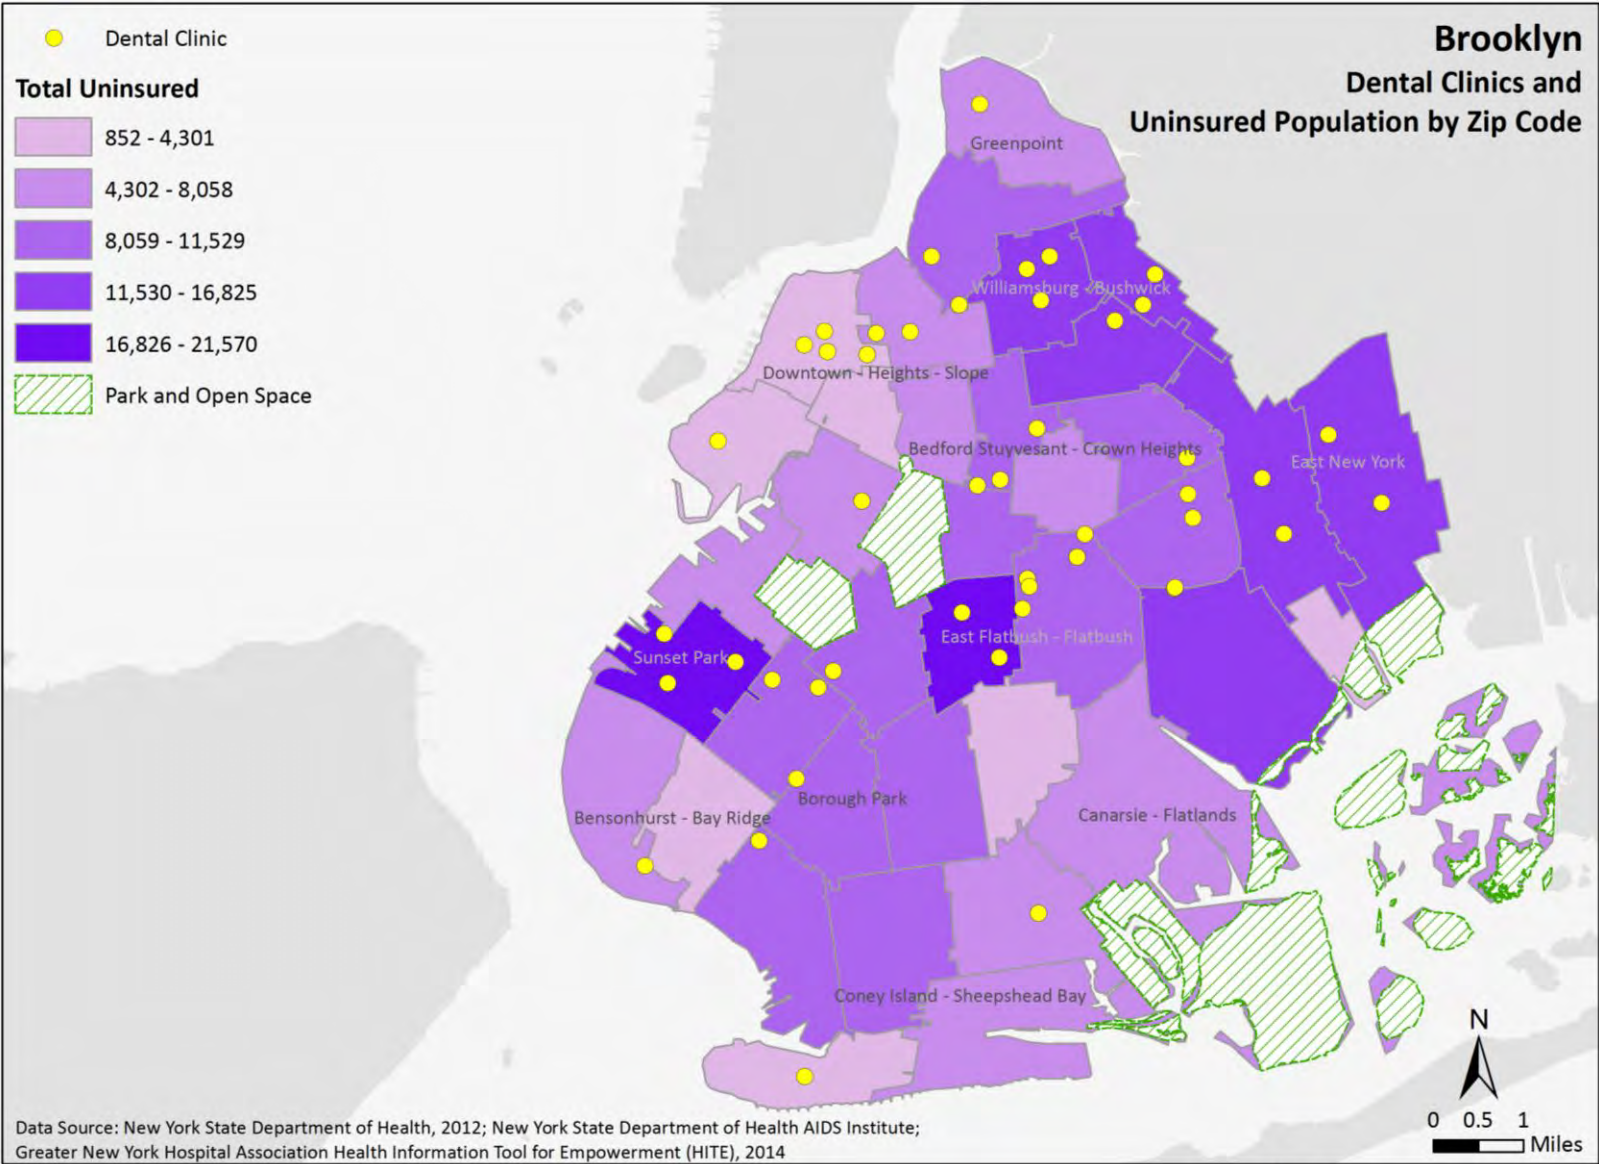 Dental Clinic
Total Uninsured
852 - 4,301
4,302 - 8,058
8,059 - 11,529
11,530 - 16,825
16,826 - 21,570
Park and Open Space
Brooklyn
Dental Clinics and
Uninsured Population by Zip Code
Greenpoint
Williamsburg - Bushwick
Downtown - Heights - Slope
Bedford Stuyvesant - Crown Heights
East New York
East Flatbush - Flatbush
Sunset Park
Borough Park
Bensonhurst - Bay Ridge
Canarsie - Flatlands
Coney Island - Sheepshead Bay
N
0 0.5 1
Miles
Data Source: New York State Department of Health, 2012; New York State Department of Health AIDS Institute;
Greater New York Hospital Association Health Information Tool for Empowerment (HITE), 2014